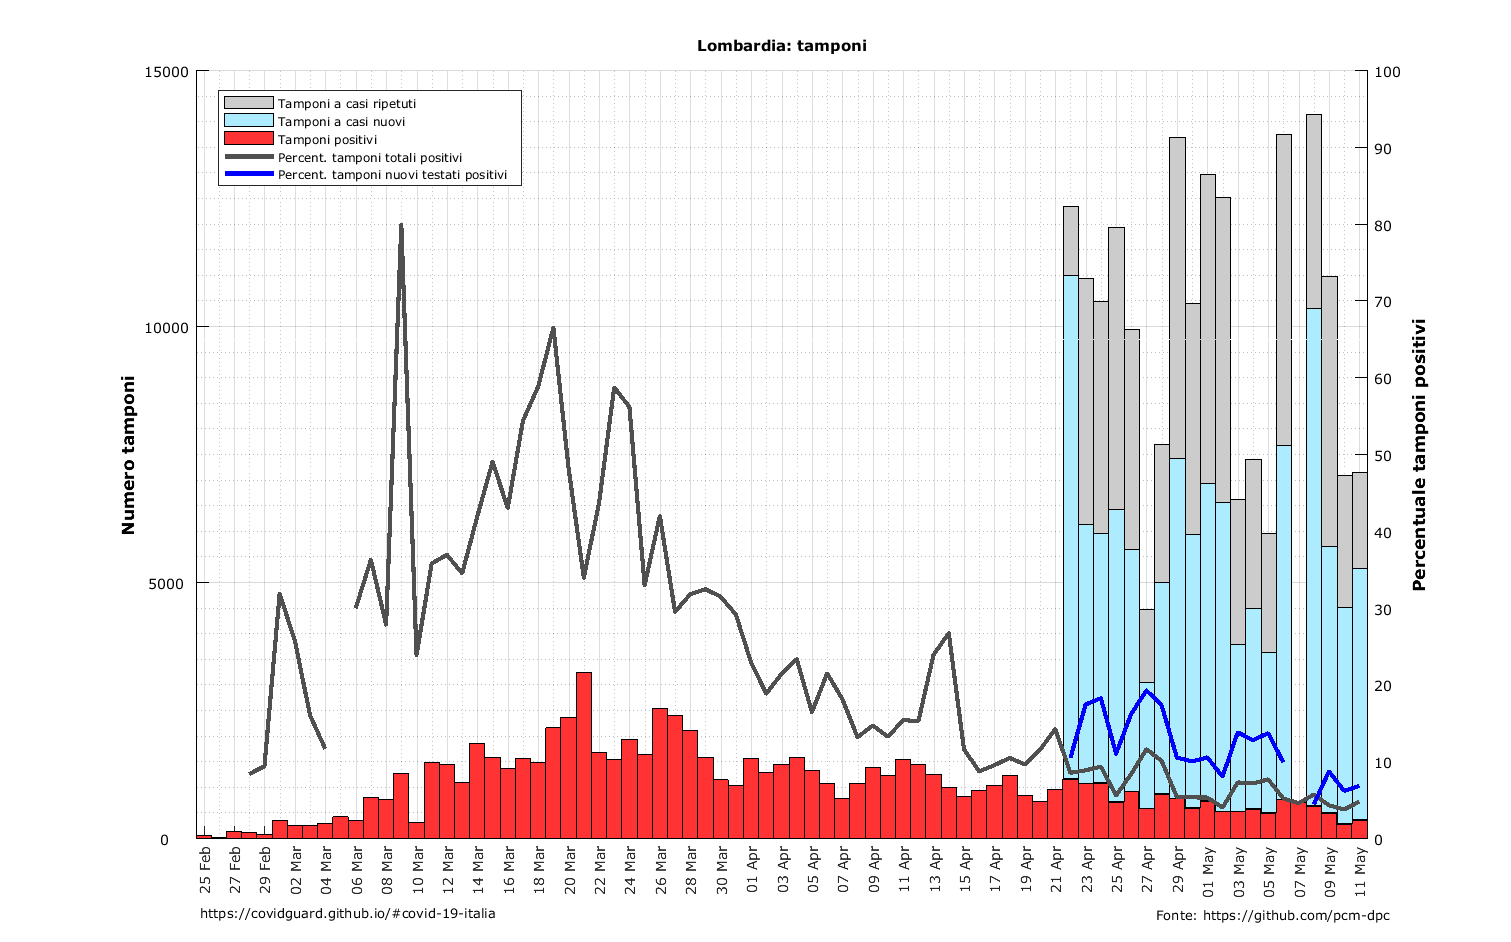 Lombardia: tamponi
15000
10000
5000
0
Numero tamponi
Tamponi a casi ripetuti
Tamponi a casi nuovi
Tamponi positivi
Percent. tamponi totali positivi
Percent. tamponi nuovi testati positivi
100
90
80
70
60
50
40
30
20
10
0
Percentuale tamponi positivi
25 Feb
27 Feb
29 Feb
02 Mar
04 Mar
06 Mar
08 Mar
10 Mar
12 Mar
14 Mar
16 Mar
18 Mar
20 Mar
22 Mar
24 Mar
26 Mar
28 Mar
30 Mar
01 Apr
03 Apr
05 Apr
07 Apr
09 Apr
11 Apr
13 Apr
15 Apr
17 Apr
19 Apr
21 Apr
23 Apr
25 Apr
27 Apr
29 Apr
01 May
03 May
05 May
07 May
09 May
11 May
https://covidguard.github.io/#covid-19-italia
Fonte: https://github.com/pcm-dpc